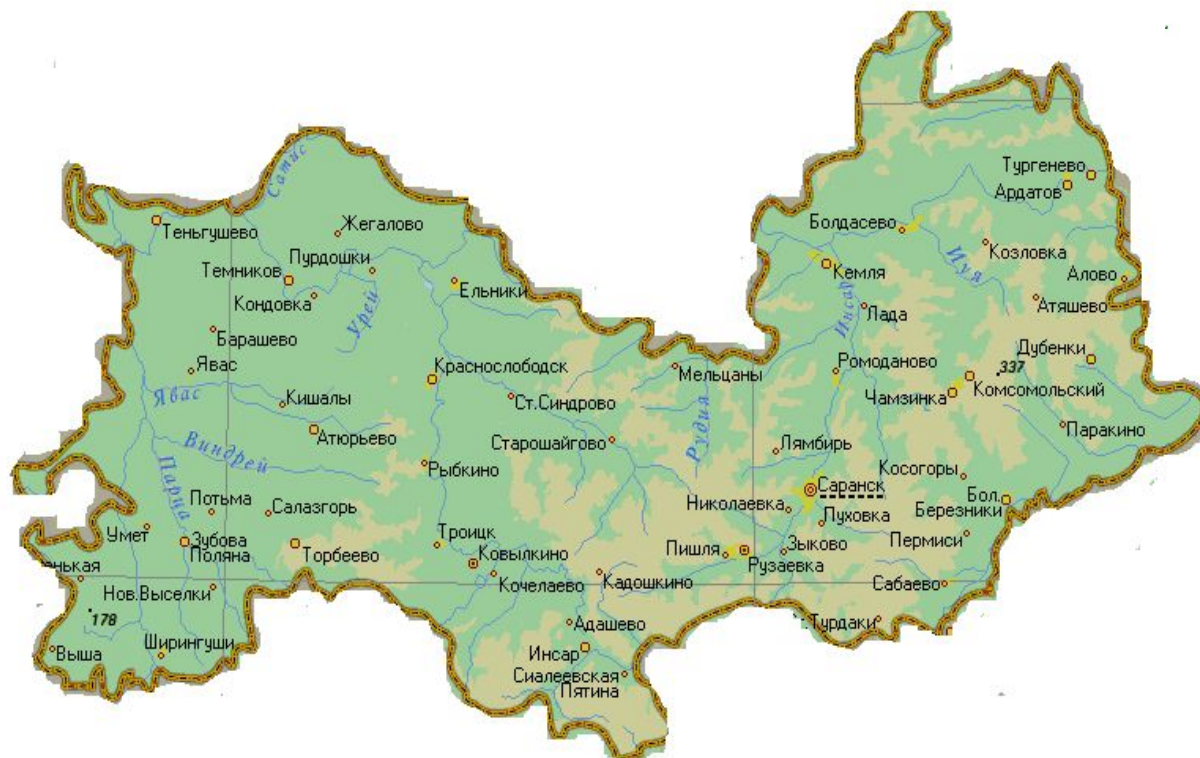 Сатис
Тургенево
Ардатов
Теньгушево
Жегалово
Болдасево
Козловка
Пурдошки
Темников
Кемля
Алово
Ельники
Кондовка
Атяшево
Лада
Урей
Барашево
Явас
Краснослободск
Мельцаны
Ромоданово
Дубенки
337
Комсомольский
Чамзинка
Явас
Кишалы
Ст.Синдрово
Рудия
Атюрьево
Старошайгово
Лямбирь
Паракино
Виндрей
Рыбкино
Косогоры
Парца
Саранск
Потьма
Салазгорь
Николаевка
Бол.
Березники
Пуховка
Умет
Зубова
Поляна
Торбеево
Троицк
Ковылкино
Пишля
Рузаевка
Зыково
Пермиси
енькая
Кочелаево
Кадошкино
Сабаево
Нов.Выселки
178
Адашево
Турдаки
Ширингуши
Выша
Инсар
Сиалеевская
Пятина